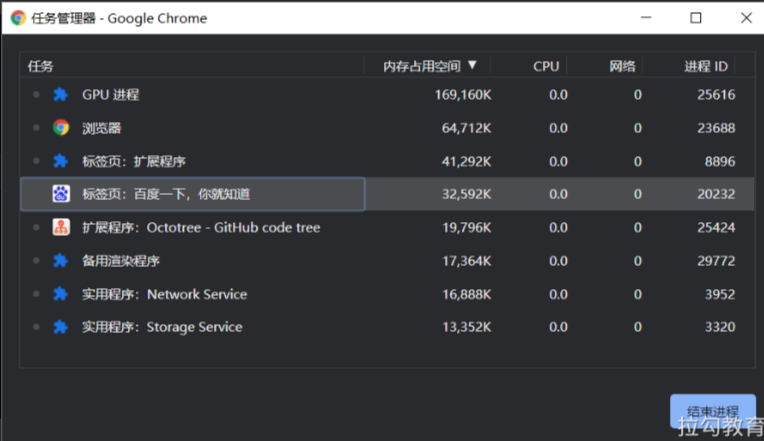 任务管理器 - Google Chrome
任务 内存占用空间 ▼ CPU 网络 进程 ID
GPU 进程 169,160K 0.0 0 25616
浏览器 64,712K 0.0 0 23688
标签页：扩展程序 41,292K 0.0 0 8896
标签页：百度一下，你就知道 32,592K 0.0 0 20232
扩展程序：Octotree - GitHub code tree 19,796K 0.0 0 25424
备用渲染程序 17,364K 0.0 0 29772
实用程序：Network Service 16,888K 0.0 0 3952
实用程序：Storage Service 13,352K 0.0 0 3320
结束进程
拉勾教育